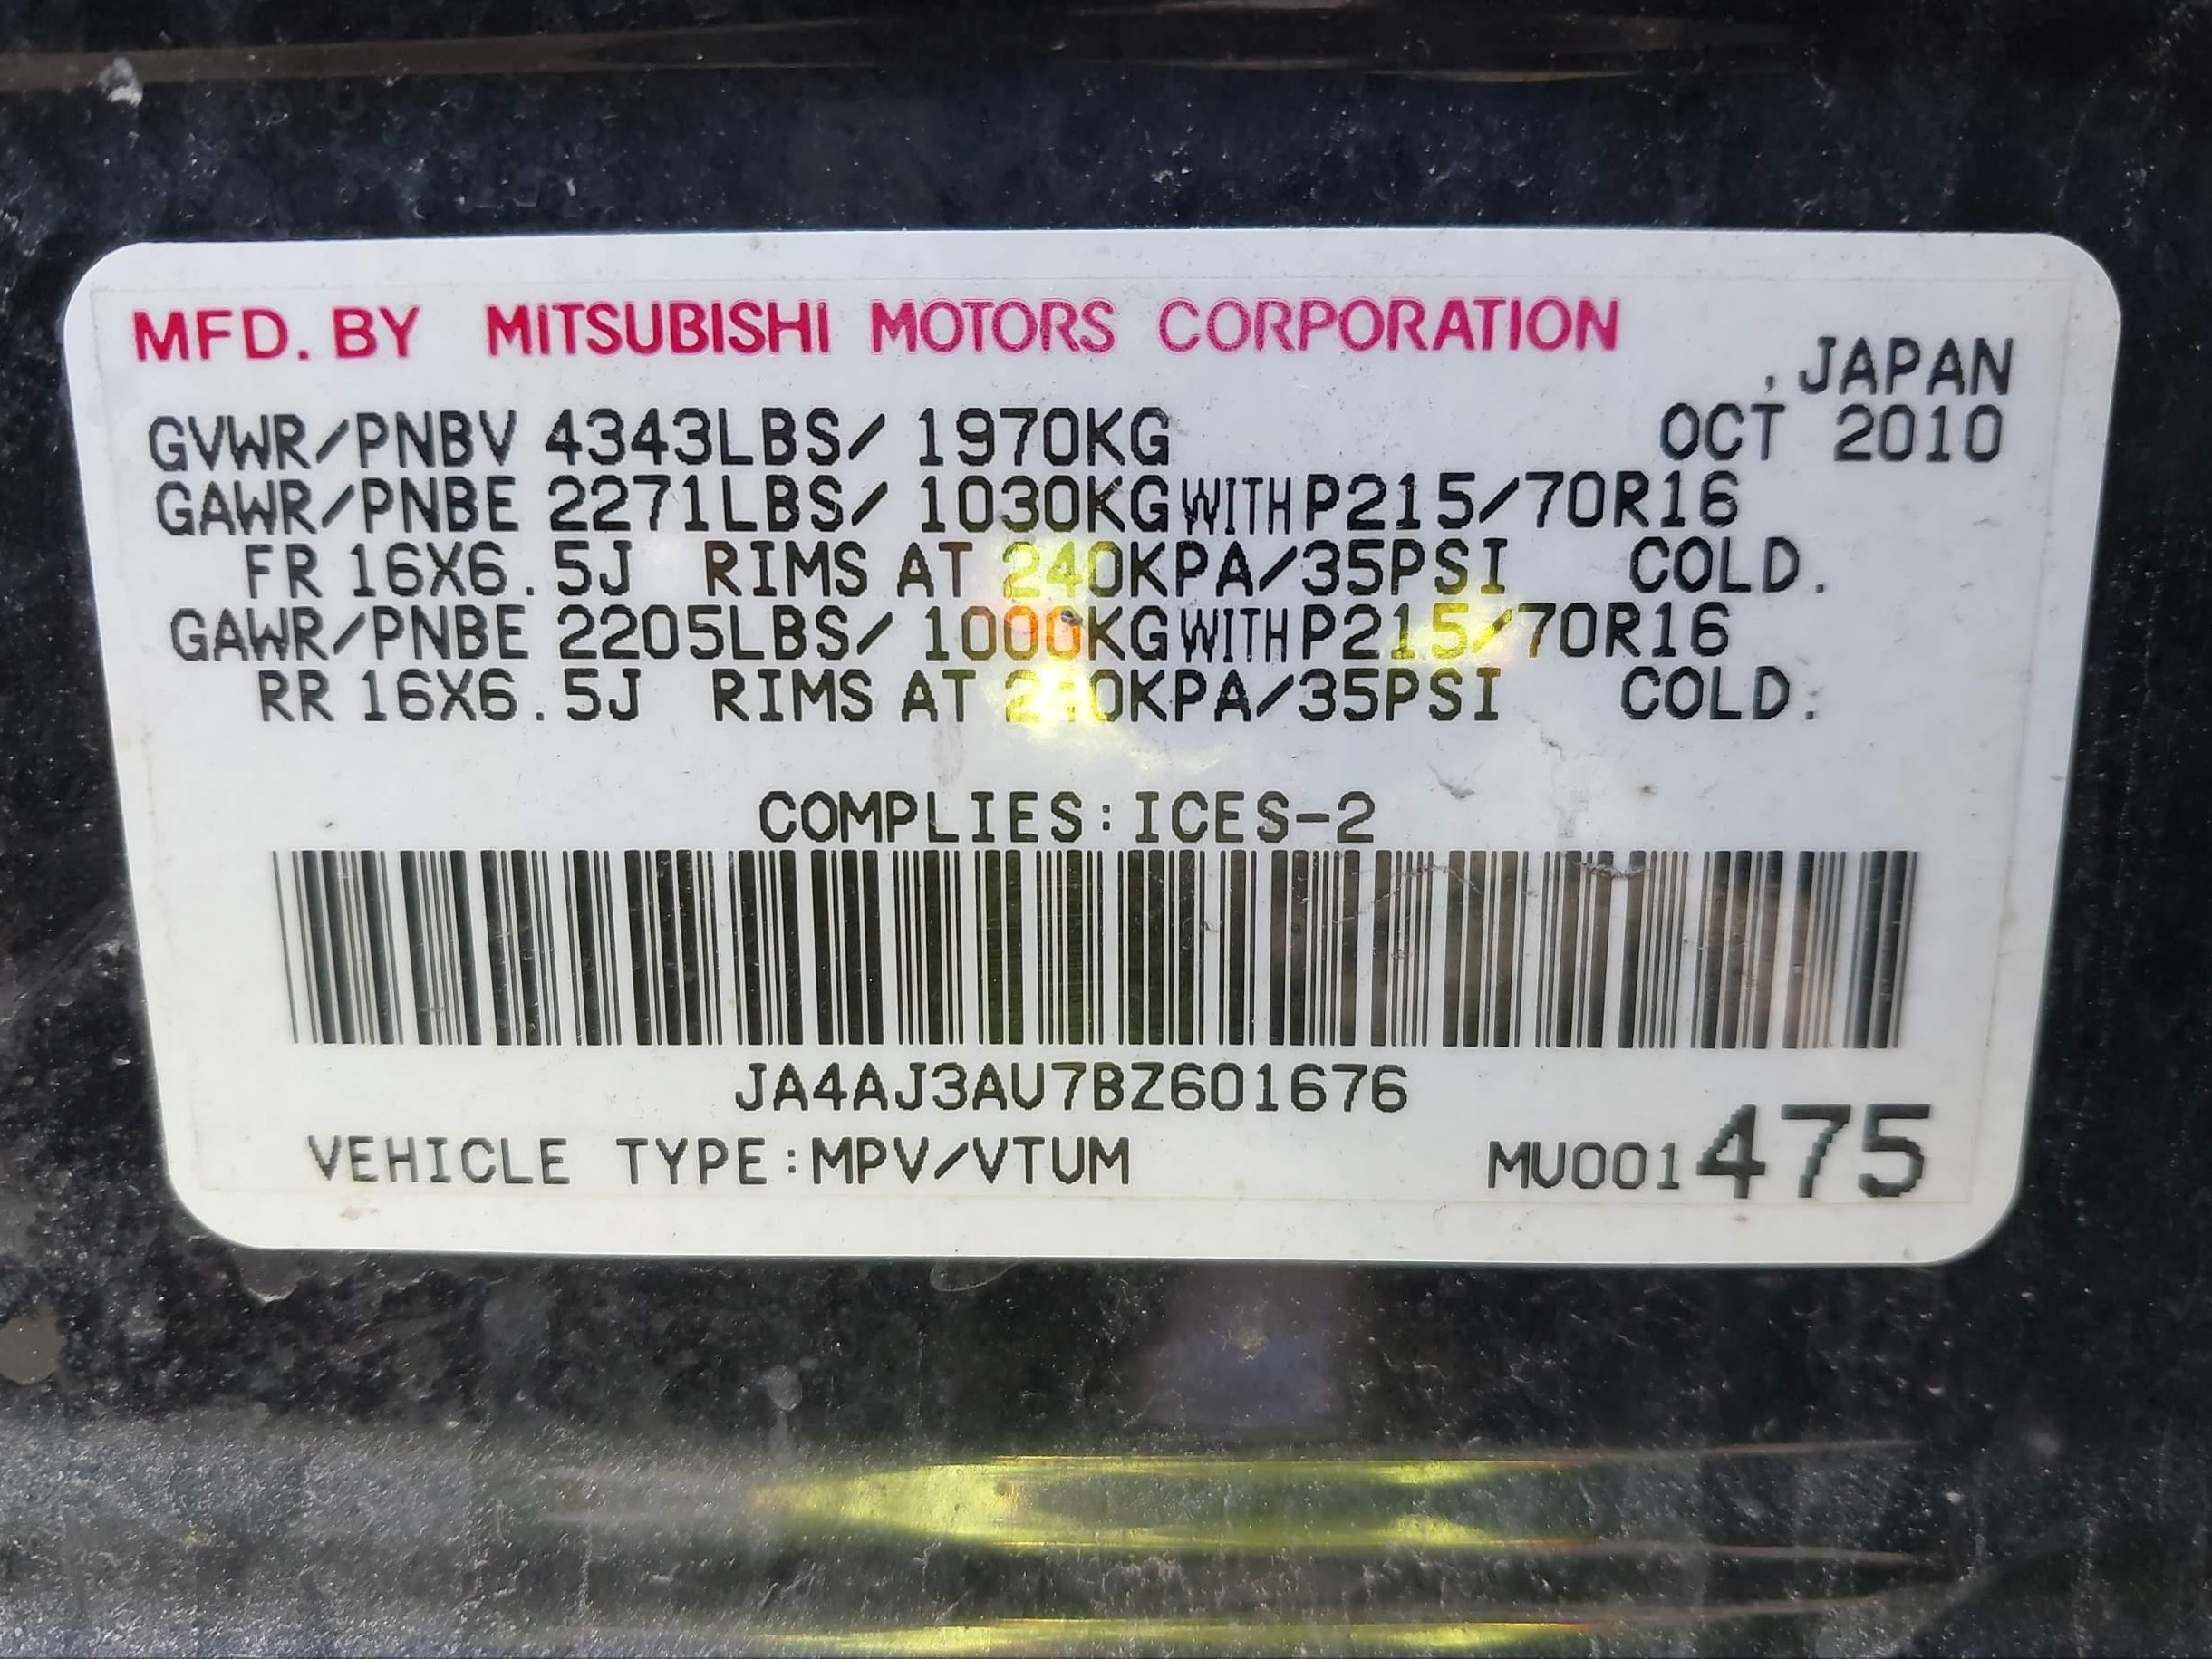 MFD. BY MITSUBISHI MOTORS CORPORATION
, JAPAN
GVWR/PNBV 4343LBS/ 1970KG OCT 2010
GAWR/PNBE 2271LBS/ 1030KG WITH P215/70R16
FR 16X6.5J RIMS AT 240KPA/35PSI COLD.
GAWR/PNBE 2205LBS/ 1000KG WITH P215/70R16
RR 16X6.5J RIMS AT 240KPA/35PSI COLD.
COMPLIES:ICES-2
JA4AJ3AU7BZ601676
VEHICLE TYPE:MPV/VTUM MU001475